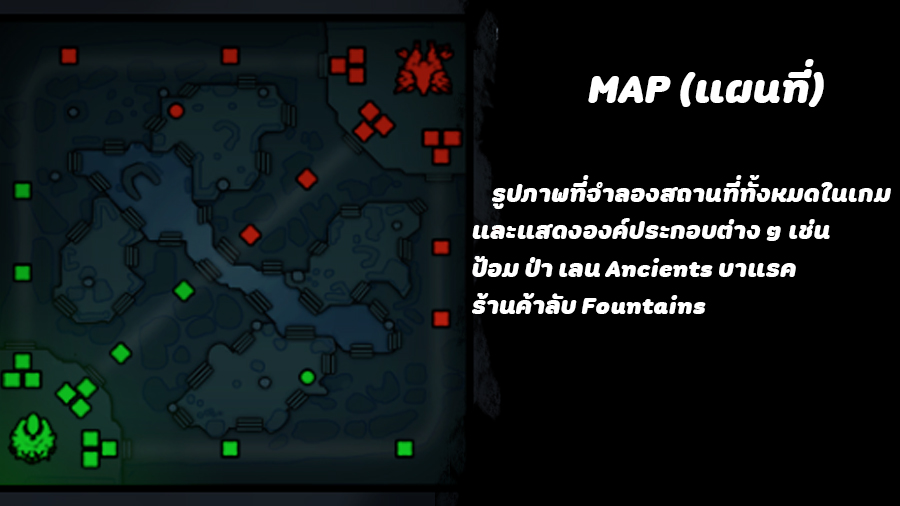 MAP (แผนที่)
รูปภาพที่จำลองสถานที่ทั้งหมดในเกม
และแสดงองค์ประกอบต่าง ๆ เช่น
ป้อม ป่า เลน Ancients บาแรค
ร้านค้าลับ Fountains